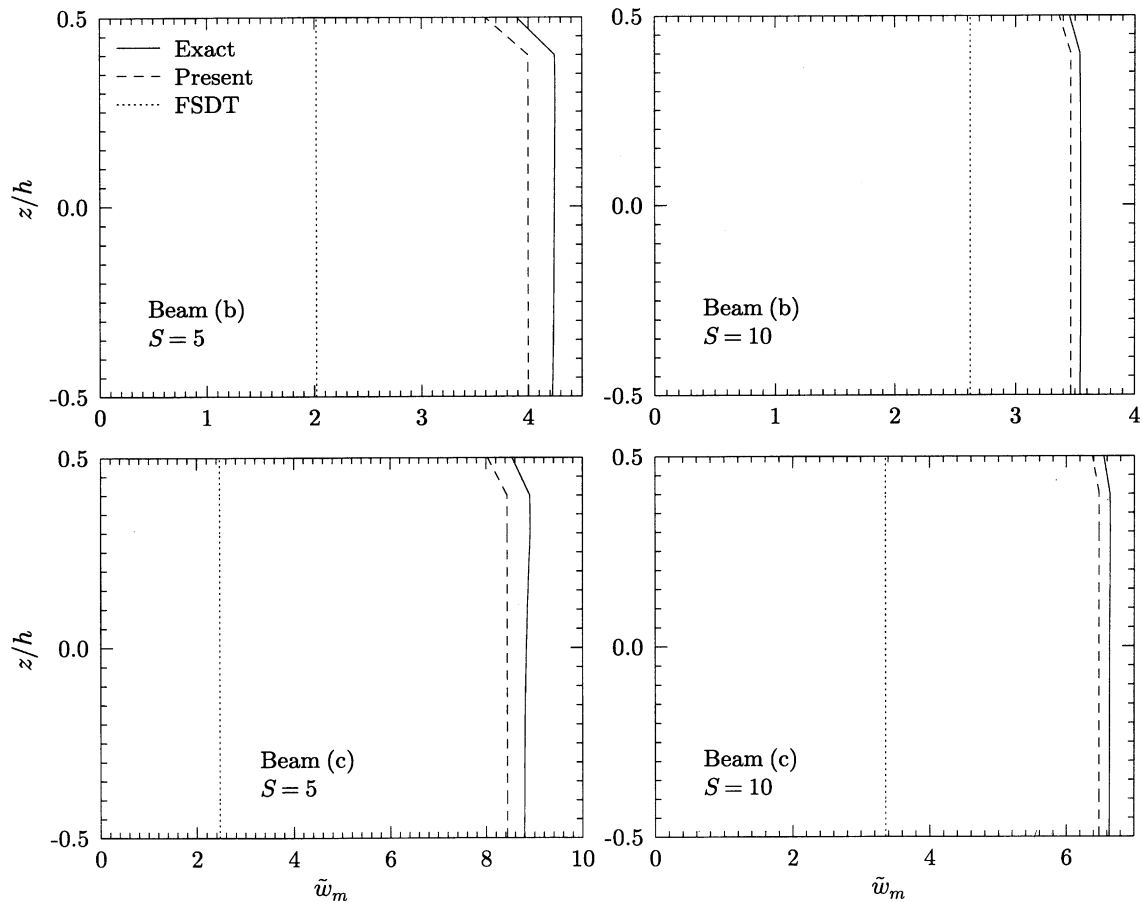 0.5
Exact
Present
FSDT
z/h
0.0
Beam (b)
S = 5
-0.5
0 1 2 3 4
0.5
0.0
Beam (b)
S = 10
-0.5
0 1 2 3 4
0.5
z/h
0.0
Beam (c)
S = 5
-0.5
0 2 4 6 8 10
w̃ₘ
0.5
0.0
Beam (c)
S = 10
-0.5
0 2 4 6
w̃ₘ